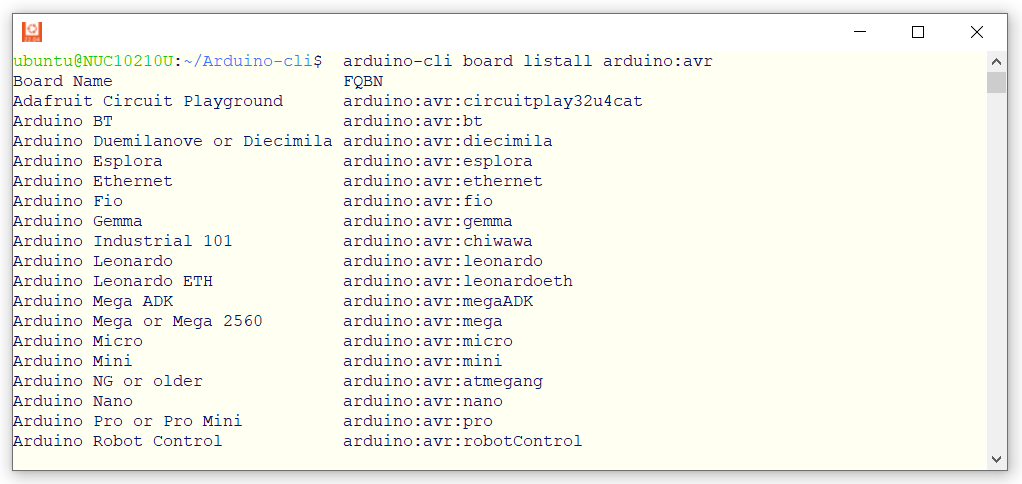 ubuntu@NUC10210U:~/Arduino-cli$  arduino-cli board listall arduino:avr
Board Name                       FQBN
Adafruit Circuit Playground      arduino:avr:circuitplay32u4cat
Arduino BT                       arduino:avr:bt
Arduino Duemilanove or Diecimila arduino:avr:diecimila
Arduino Esplora                  arduino:avr:esplora
Arduino Ethernet                 arduino:avr:ethernet
Arduino Fio                      arduino:avr:fio
Arduino Gemma                    arduino:avr:gemma
Arduino Industrial 101           arduino:avr:chiwawa
Arduino Leonardo                 arduino:avr:leonardo
Arduino Leonardo ETH             arduino:avr:leonardoeth
Arduino Mega ADK                 arduino:avr:megaADK
Arduino Mega or Mega 2560        arduino:avr:mega
Arduino Micro                    arduino:avr:micro
Arduino Mini                     arduino:avr:mini
Arduino NG or older              arduino:avr:atmegang
Arduino Nano                     arduino:avr:nano
Arduino Pro or Pro Mini          arduino:avr:pro
Arduino Robot Control            arduino:avr:robotControl